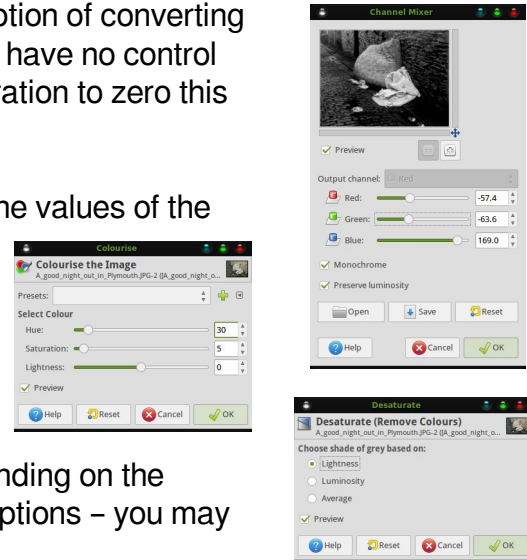 otion of converting
have no control
ration to zero this
he values of the
Colourise
Colourise the Image
A_good_night_out_in_Plymouth.JPG-2 (JA_good_night_o...
Presets:
Select Colour
Hue: 30
Saturation: 5
Lightness: 0
Preview
Help Reset Cancel OK
nding on the
ptions – you may
Channel Mixer
Preview
Output channel: Red
Red: -57.4
Green: -63.6
Blue: 169.0
Monochrome
Preserve luminosity
Open Save Reset
Help Cancel OK
Desaturate
Desaturate (Remove Colours)
A_good_night_out_in_Plymouth.JPG-2 (JA_good_night_o...
Choose shade of grey based on:
Lightness
Luminosity
Average
Preview
Help Reset Cancel OK